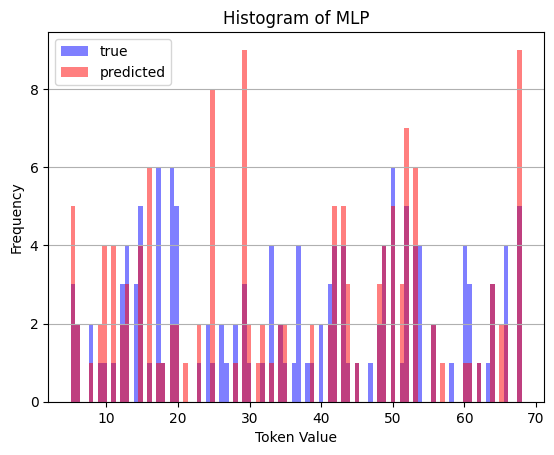 Histogram of MLP
true
predicted
Frequency
8
6
4
2
0
10 20 30 40 50 60 70
Token Value